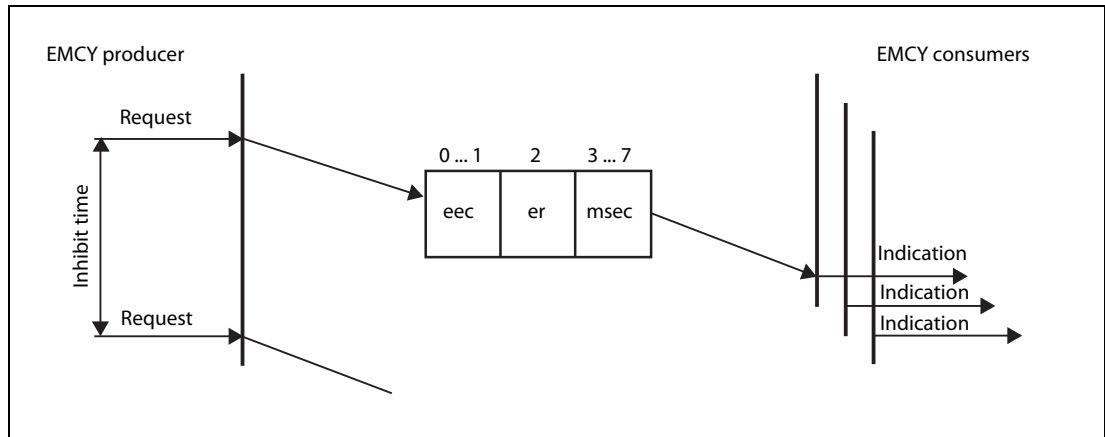 EMCY producer
EMCY consumers
Request
0 ... 1
2
3 ... 7
eec
er
msec
Inhibit time
Indication
Indication
Request
Indication